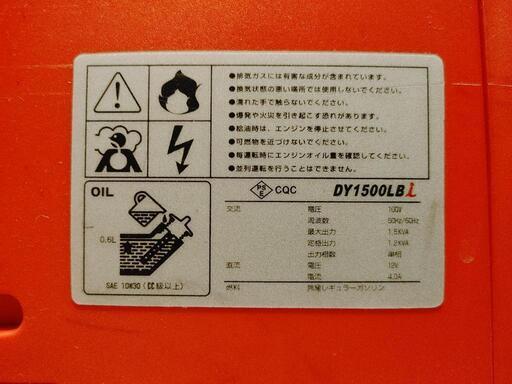 ●排気ガスには有害な成分が含まれています。
●換気状態の悪い場所では使用しないでください。
●濡れた手で触らないでください。
●爆発や火災を引き起こす恐れがあります。
●給油時は、エンジンを停止させてください。
●可燃物を近づけないでください。
●毎運転時にエンジンオイル量を確認してください。
●並列運転を行うことはできません。
OIL
0.6L
SAE 10W30 (CC級以上)
PSE CQC DY1500LBi
交流 電圧 100V
周波数 50Hz/60Hz
最大出力 1.5KVA
定格出力 1.2KVA
出力相数 単相
直流 電圧 12V
電流 4.0A
燃料 無鉛レギュラーガソリン